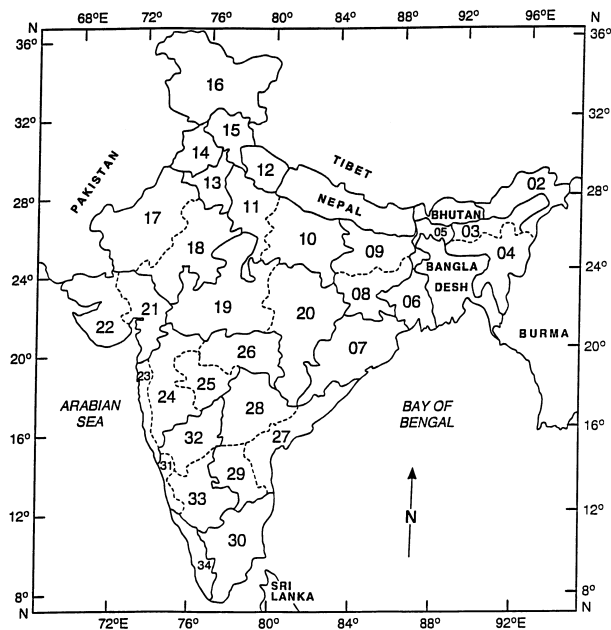 68°E 72° 76° 80° 84° 88° 92° 96°E
N N
36° 36°
16
32° 32°
15
14
PAKISTAN
TIBET
13
12
02
28° 28°
NEPAL
BHUTAN
17
11
05 03
18
10
09
04
24° 24°
BANGLA
DESH
08
06
21
19
20
22
BURMA
26
07
20° 20°
23
25
24
28
ARABIAN
SEA
BAY OF
BENGAL
32
27
16° 16°
31
29
33
N
12° 12°
30
34
SRI
LANKA
8° 8°
N N
72°E 76° 80° 84° 88° 92°E